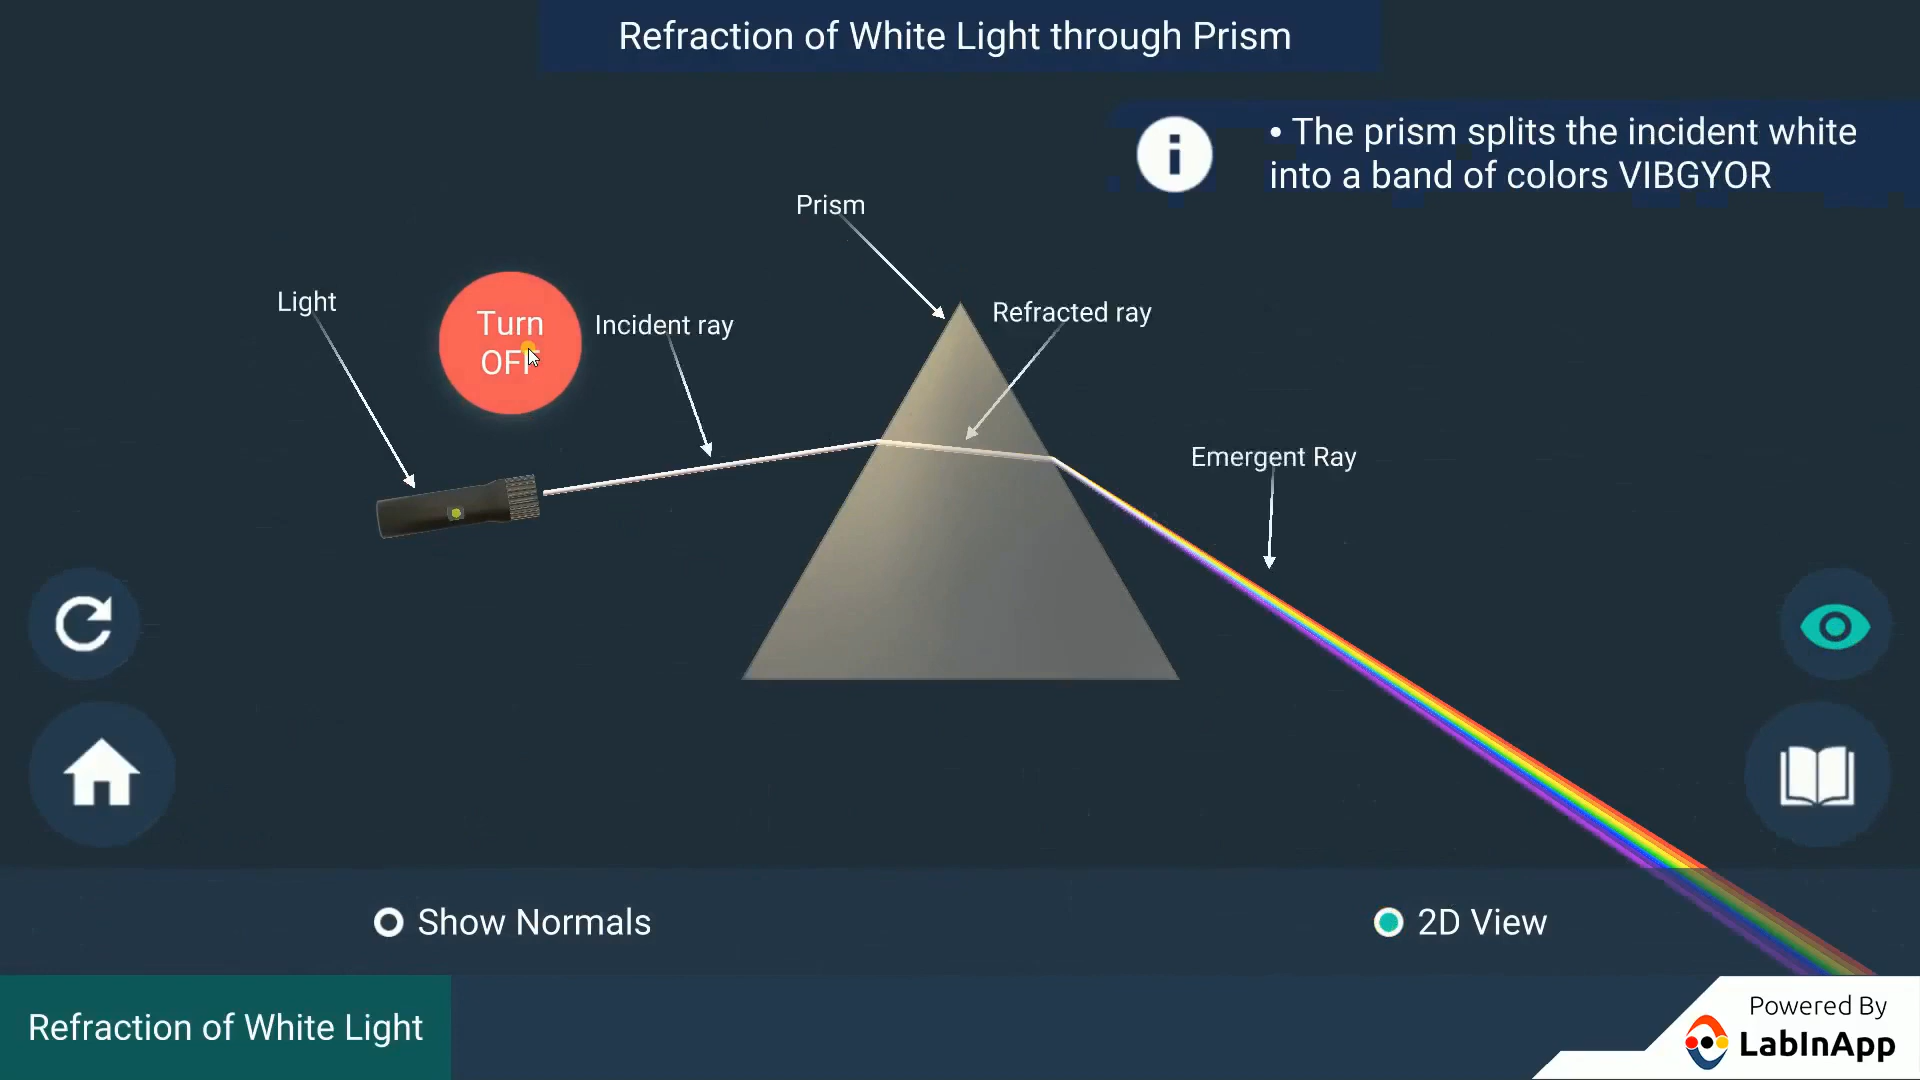 Refraction of White Light through Prism
• The prism splits the incident white
into a band of colors VIBGYOR
Prism
Light
Turn
OFF
Incident ray
Refracted ray
Emergent Ray
Show Normals
2D View
Refraction of White Light
Powered By
LabInApp